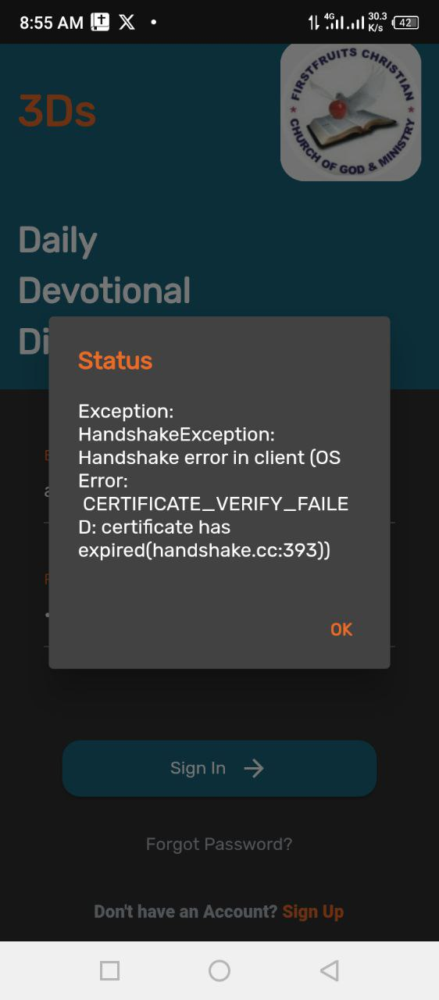 8:55 AM
4G
30.3
K/s
42
3Ds
FIRSTFRUITS CHRISTIAN
CHURCH OF GOD & MINISTRY
Daily
Devotional
Di
Status
Exception:
HandshakeException:
Handshake error in client (OS
Error:
CERTIFICATE_VERIFY_FAILE
D: certificate has
expired(handshake.cc:393))
OK
Sign In
Forgot Password?
Don't have an Account? Sign Up